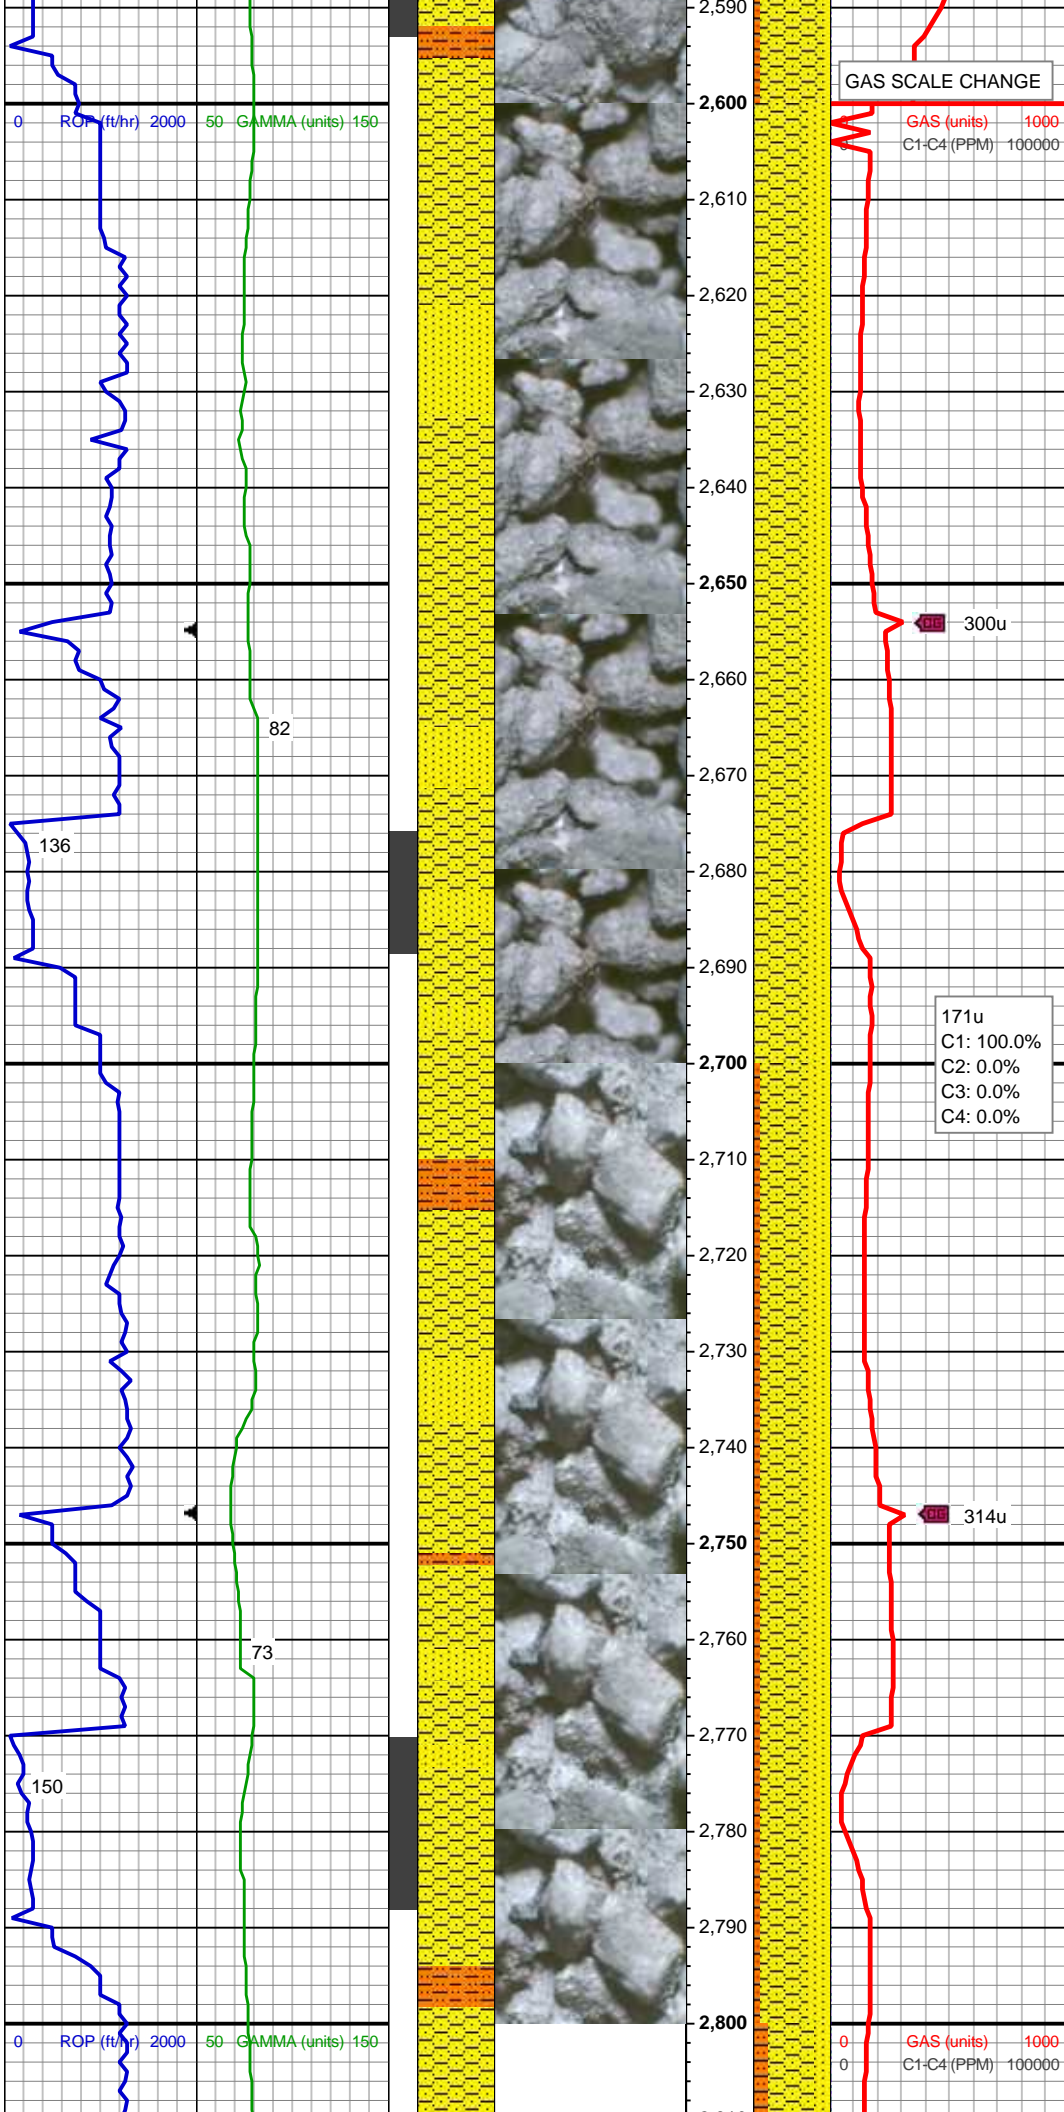 2,590
GAS SCALE CHANGE
2,600
0 ROP (ft/hr) 2000 50 GAMMA (units) 150
0 GAS (units) 1000
0 C1-C4 (PPM) 100000
2,610
2,620
2,630
2,640
2,650
300u
2,660
82
2,670
136
2,680
2,690
171u
C1: 100.0%
C2: 0.0%
C3: 0.0%
C4: 0.0%
2,700
2,710
2,720
2,730
2,740
314u
2,750
2,760
73
2,770
150
2,780
2,790
2,800
0 ROP (ft/hr) 2000 50 GAMMA (units) 150
0 GAS (units) 1000
0 C1-C4 (PPM) 100000